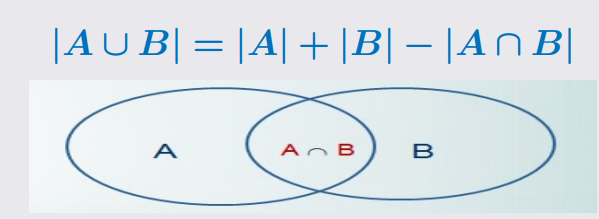 |A ∪ B| = |A| + |B| − |A ∩ B|
A A ∩ B B